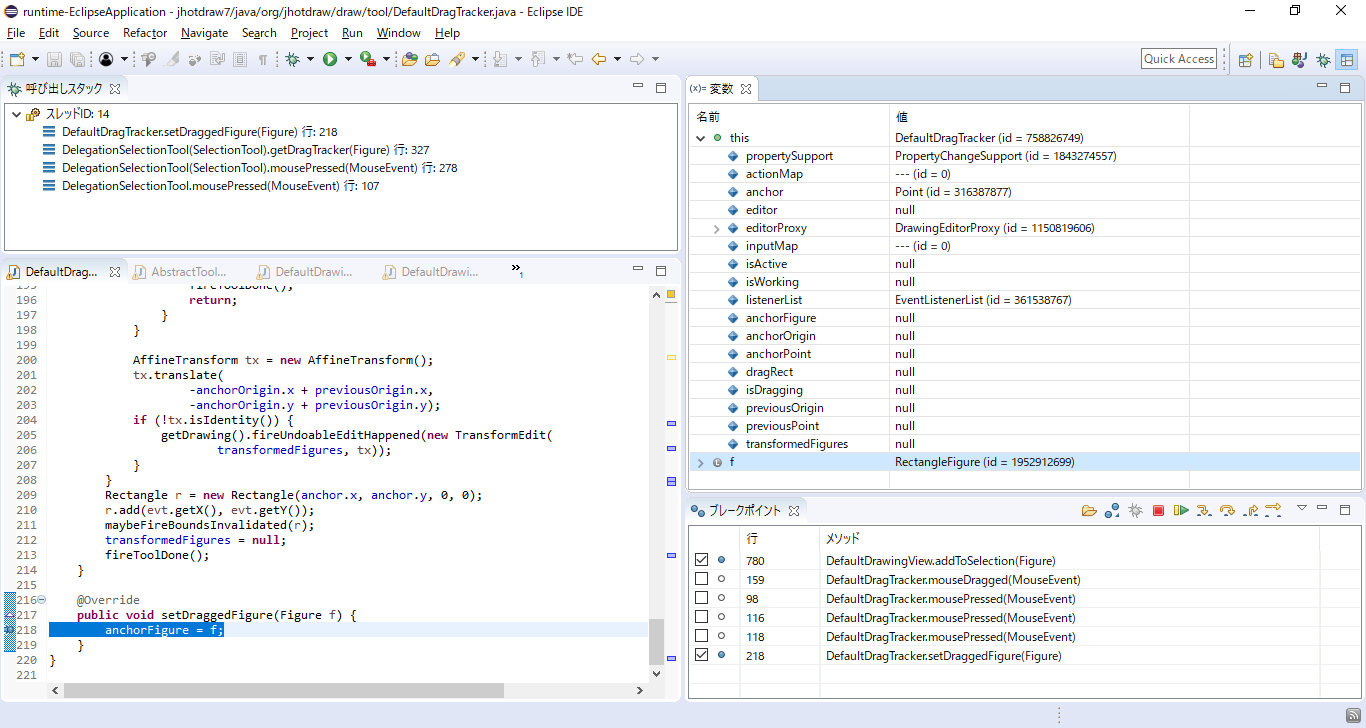 runtime-EclipseApplication - jhotdraw7/java/org/jhotdraw/draw/tool/DefaultDragTracker.java - Eclipse IDE
File Edit Source Refactor Navigate Search Project Run Window Help
Quick Access
呼び出しスタック
スレッドID: 14
DefaultDragTracker.setDraggedFigure(Figure) 行: 218
DelegationSelectionTool(SelectionTool).getDragTracker(Figure) 行: 327
DelegationSelectionTool(SelectionTool).mousePressed(MouseEvent) 行: 278
DelegationSelectionTool.mousePressed(MouseEvent) 行: 107
DefaultDrag... AbstractTool... DefaultDrawi... DefaultDrawi... »1
195 fireToolDone();
196 return;
197 }
198 }
199
200 AffineTransform tx = new AffineTransform();
201 tx.translate(
202 -anchorOrigin.x + previousOrigin.x,
203 -anchorOrigin.y + previousOrigin.y);
204 if (!tx.isIdentity()) {
205 getDrawing().fireUndoableEditHappened(new TransformEdit(
206 transformedFigures, tx));
207 }
208 }
209 Rectangle r = new Rectangle(anchor.x, anchor.y, 0, 0);
210 r.add(evt.getX(), evt.getY());
211 maybeFireBoundsInvalidated(r);
212 transformedFigures = null;
213 fireToolDone();
214 }
215
216 @Override
217 public void setDraggedFigure(Figure f) {
218 anchorFigure = f;
219 }
220 }
221
(x)= 変数
名前 値
this DefaultDragTracker (id = 758826749)
propertySupport PropertyChangeSupport (id = 1843274557)
actionMap --- (id = 0)
anchor Point (id = 316387877)
editor null
editorProxy DrawingEditorProxy (id = 1150819606)
inputMap --- (id = 0)
isActive null
isWorking null
listenerList EventListenerList (id = 361538767)
anchorFigure null
anchorOrigin null
anchorPoint null
dragRect null
isDragging null
previousOrigin null
previousPoint null
transformedFigures null
f RectangleFigure (id = 1952912699)
ブレークポイント
行 メソッド
780 DefaultDrawingView.addToSelection(Figure)
159 DefaultDragTracker.mouseDragged(MouseEvent)
98 DefaultDragTracker.mousePressed(MouseEvent)
116 DefaultDragTracker.mousePressed(MouseEvent)
118 DefaultDragTracker.mousePressed(MouseEvent)
218 DefaultDragTracker.setDraggedFigure(Figure)